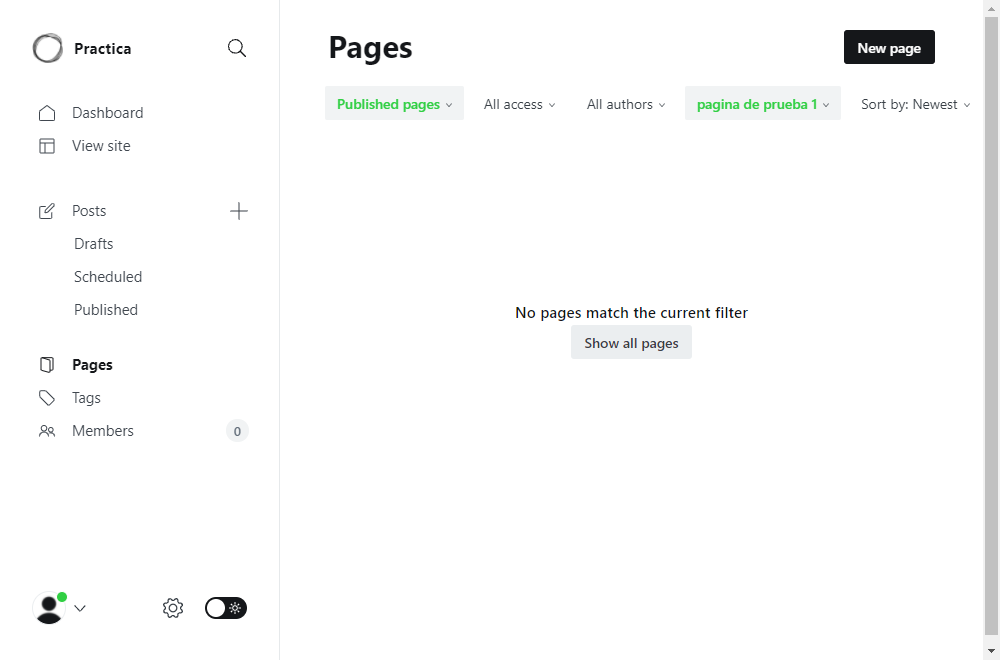 Practica
Dashboard
View site
Posts
Drafts
Scheduled
Published
Pages
Tags
Members
0
Pages
New page
Published pages
All access
All authors
pagina de prueba 1
Sort by: Newest
No pages match the current filter
Show all pages